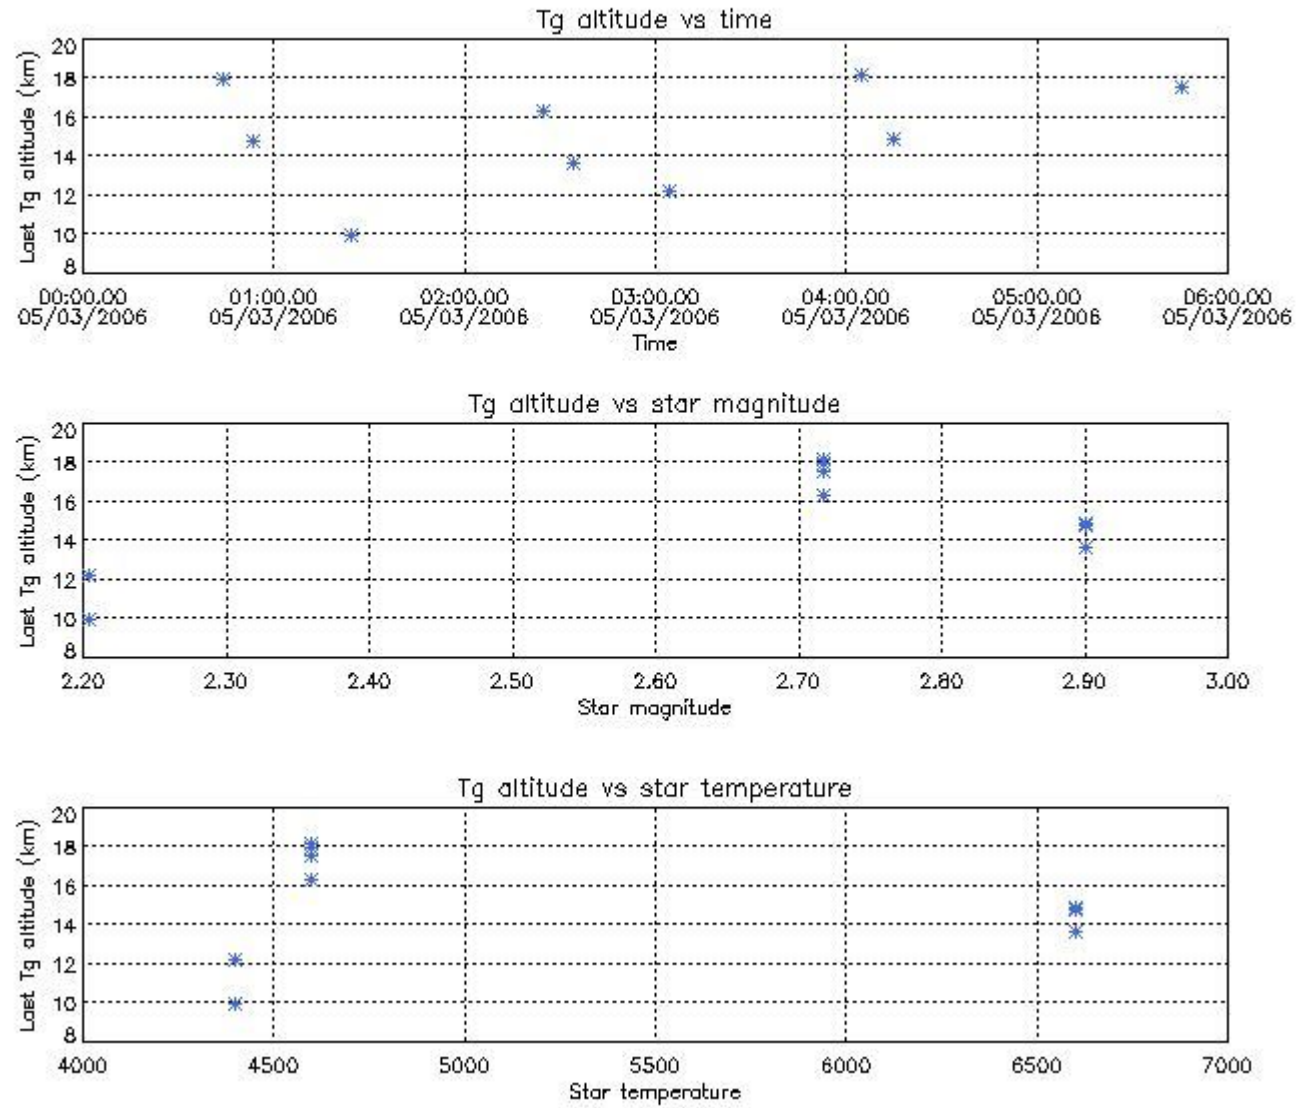 Tg altitude vs time
Last Tg altitude (km)
20
18
16
14
12
10
8
00:00.00 01:00.00 02:00.00 03:00.00 04:00.00 05:00.00 06:00.00
05/03/2006 05/03/2006 05/03/2006 05/03/2006 05/03/2006 05/03/2006 05/03/2006
Time
Tg altitude vs star magnitude
Last Tg altitude (km)
20
18
16
14
12
10
8
2.20 2.30 2.40 2.50 2.60 2.70 2.80 2.90 3.00
Star magnitude
Tg altitude vs star temperature
Last Tg altitude (km)
20
18
16
14
12
10
8
4000 4500 5000 5500 6000 6500 7000
Star temperature